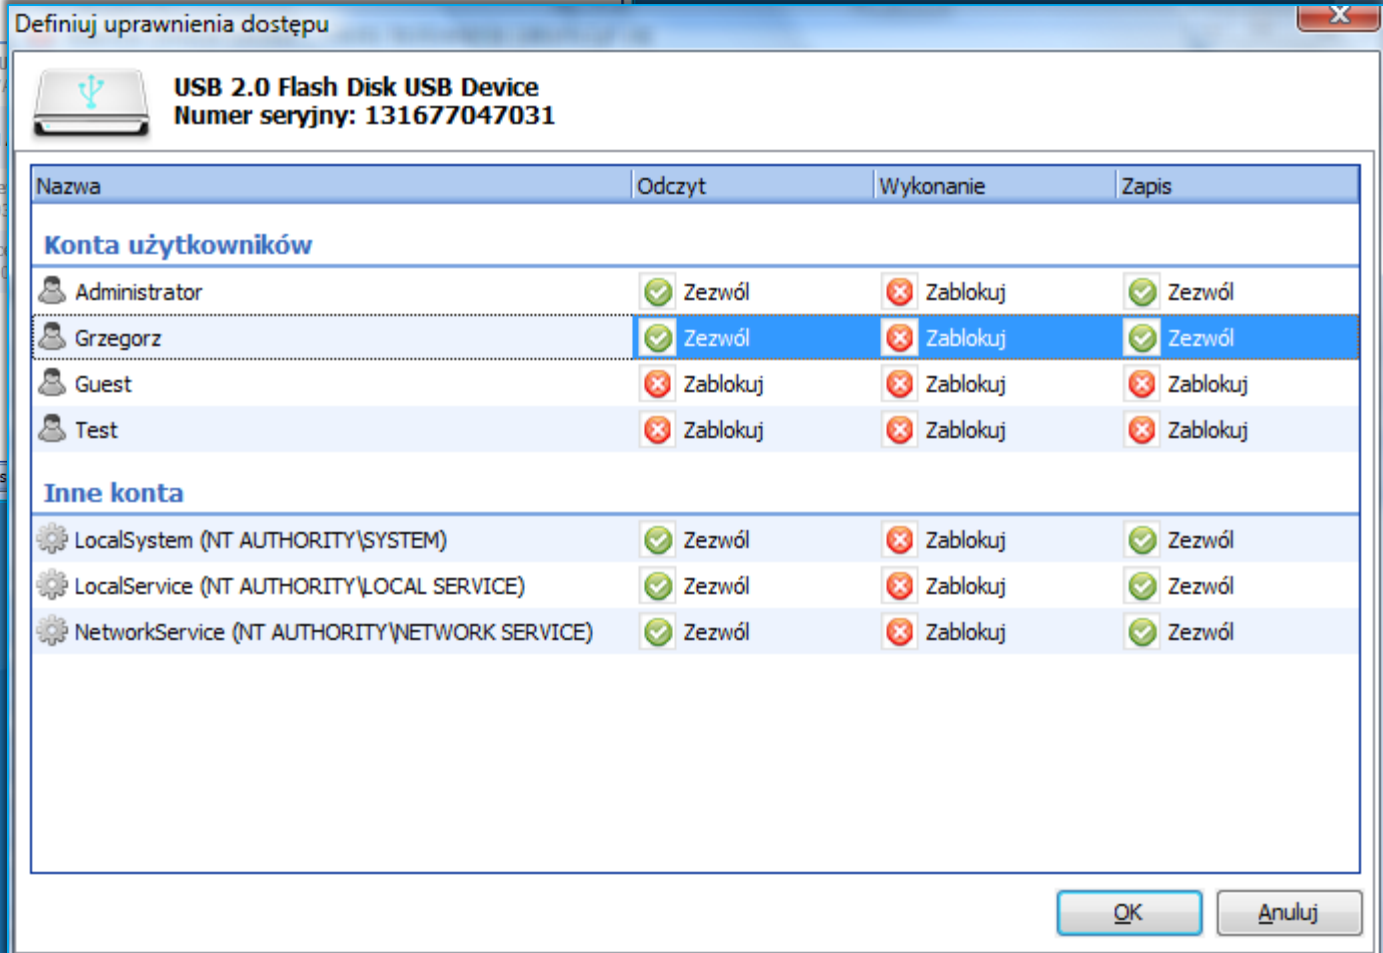 Definiuj uprawnienia dostępu
USB 2.0 Flash Disk USB Device
Numer seryjny: 131677047031
Nazwa Odczyt Wykonanie Zapis
Konta użytkowników
Administrator Zezwól Zablokuj Zezwól
Grzegorz Zezwól Zablokuj Zezwól
Guest Zablokuj Zablokuj Zablokuj
Test Zablokuj Zablokuj Zablokuj
Inne konta
LocalSystem (NT AUTHORITY\SYSTEM) Zezwól Zablokuj Zezwól
LocalService (NT AUTHORITY\LOCAL SERVICE) Zezwól Zablokuj Zezwól
NetworkService (NT AUTHORITY\NETWORK SERVICE) Zezwól Zablokuj Zezwól
OK Anuluj